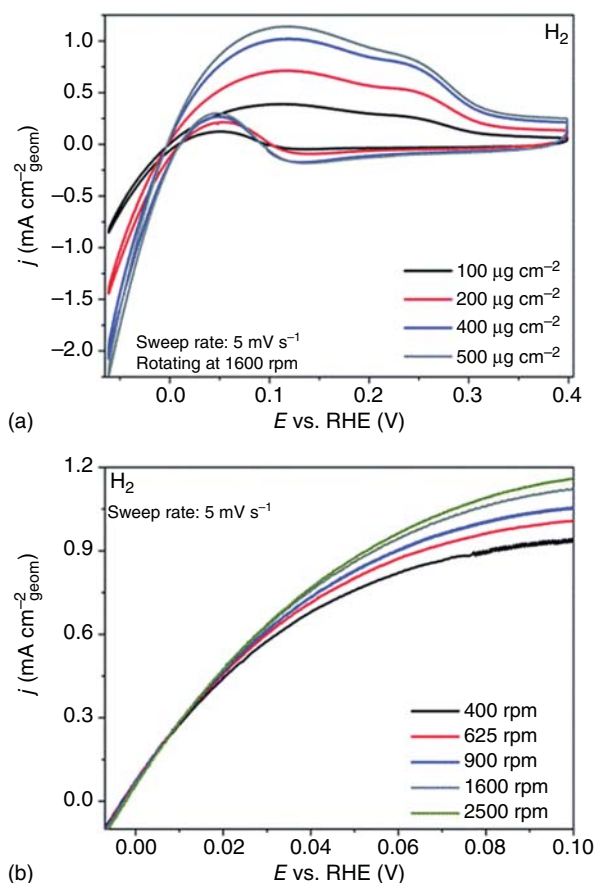 H₂
1.0
0.5
0.0
−0.5
−1.0
−1.5
−2.0
j (mA cm⁻²geom)
100 µg cm⁻²
200 µg cm⁻²
400 µg cm⁻²
500 µg cm⁻²
Sweep rate: 5 mV s⁻¹
Rotating at 1600 rpm
0.0 0.1 0.2 0.3 0.4
(a) E vs. RHE (V)
1.2
H₂
Sweep rate: 5 mV s⁻¹
0.9
0.6
0.3
0.0
j (mA cm⁻²geom)
400 rpm
625 rpm
900 rpm
1600 rpm
2500 rpm
0.00 0.02 0.04 0.06 0.08 0.10
(b) E vs. RHE (V)